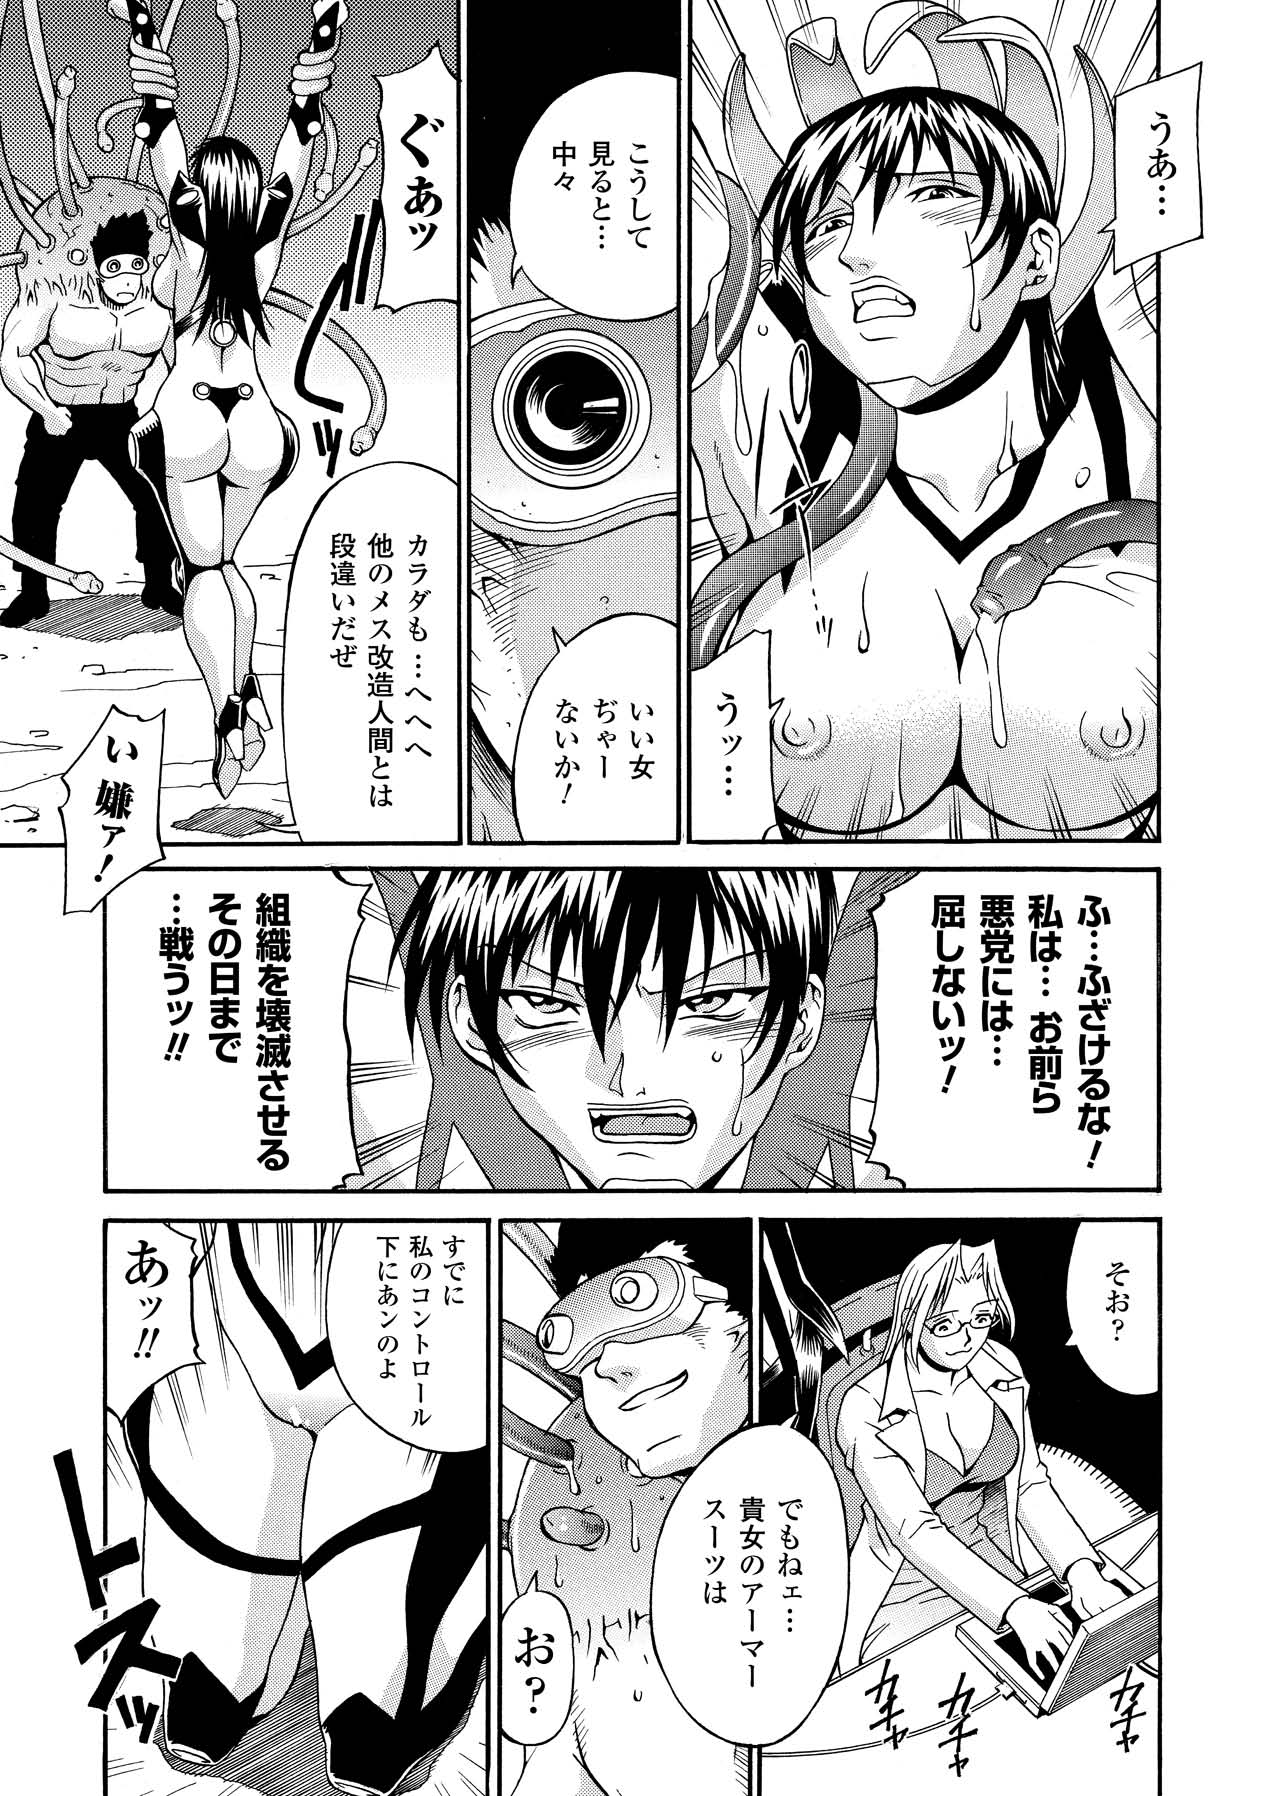 うあ…
うッ…
こうして
見ると…
中々
いい女
ぢゃー
ないか！
ぐぁッ
ッ
カラダも…へへへ
他のメス改造人間とは
段違いだぜ
い
嫌ァ！
ふ…ふざけるな！
私は…お前ら
悪党には…
屈しないッ！
組織を壊滅させる
その日まで
…戦うッ！！
そお？
カチャ
カチャ
カチャ
でもねェ…
貴女のアーマー
スーツは
お？
すでに
私のコントロール
下にあンのよ
あッ！！
トスッ